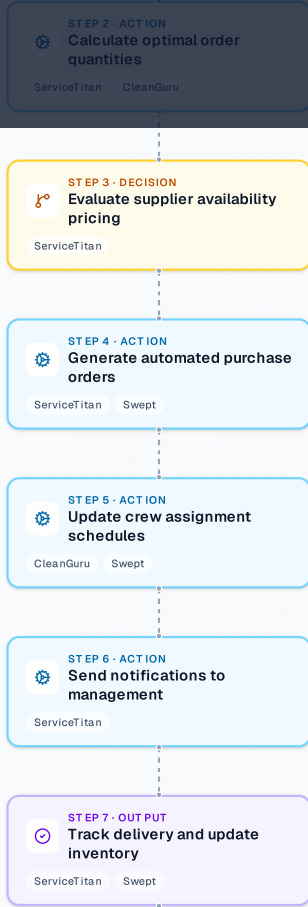 STEP 2 · ACTION
Calculate optimal order
quantities
ServiceTitan CleanGuru
STEP 3 · DECISION
Evaluate supplier availability
pricing
ServiceTitan
STEP 4 · ACTION
Generate automated purchase
orders
ServiceTitan Swept
STEP 5 · ACTION
Update crew assignment
schedules
CleanGuru Swept
STEP 6 · ACTION
Send notifications to
management
ServiceTitan
STEP 7 · OUTPUT
Track delivery and update
inventory
ServiceTitan Swept